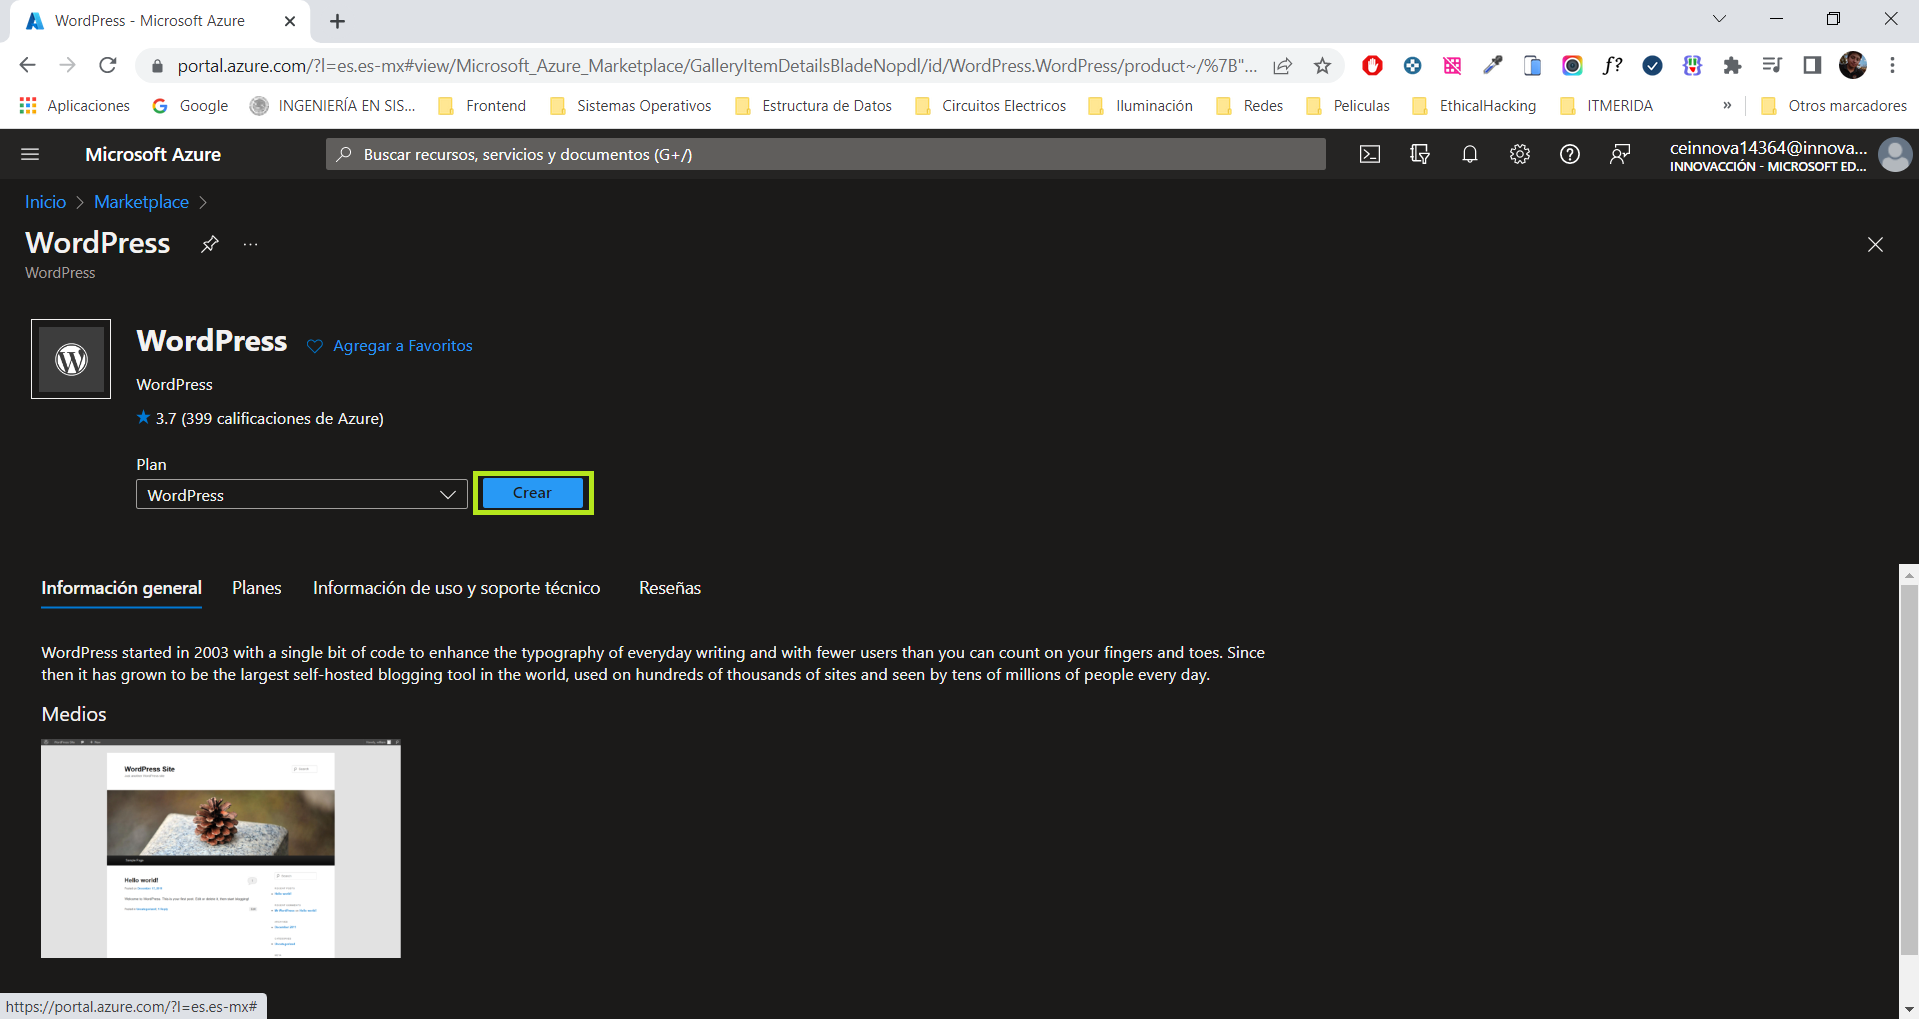 WordPress - Microsoft Azure
portal.azure.com/?l=es.es-mx#view/Microsoft_Azure_Marketplace/GalleryItemDetailsBladeNopdl/id/WordPress.WordPress/product~/%7B"...
Aplicaciones Google INGENIERÍA EN SIS... Frontend Sistemas Operativos Estructura de Datos Circuitos Electricos Iluminación Redes Peliculas EthicalHacking ITMERIDA » Otros marcadores
Microsoft Azure Buscar recursos, servicios y documentos (G+/) ceinnova14364@innova...
INNOVACCIÓN - MICROSOFT ED...
Inicio > Marketplace >
WordPress ...
WordPress
WordPress Agregar a Favoritos
WordPress
3.7 (399 calificaciones de Azure)
Plan
WordPress Crear
Información general Planes Información de uso y soporte técnico Reseñas
WordPress started in 2003 with a single bit of code to enhance the typography of everyday writing and with fewer users than you can count on your fingers and toes. Since
then it has grown to be the largest self-hosted blogging tool in the world, used on hundreds of thousands of sites and seen by tens of millions of people every day.
Medios
WordPress Site
Hello world!
https://portal.azure.com/?l=es.es-mx#